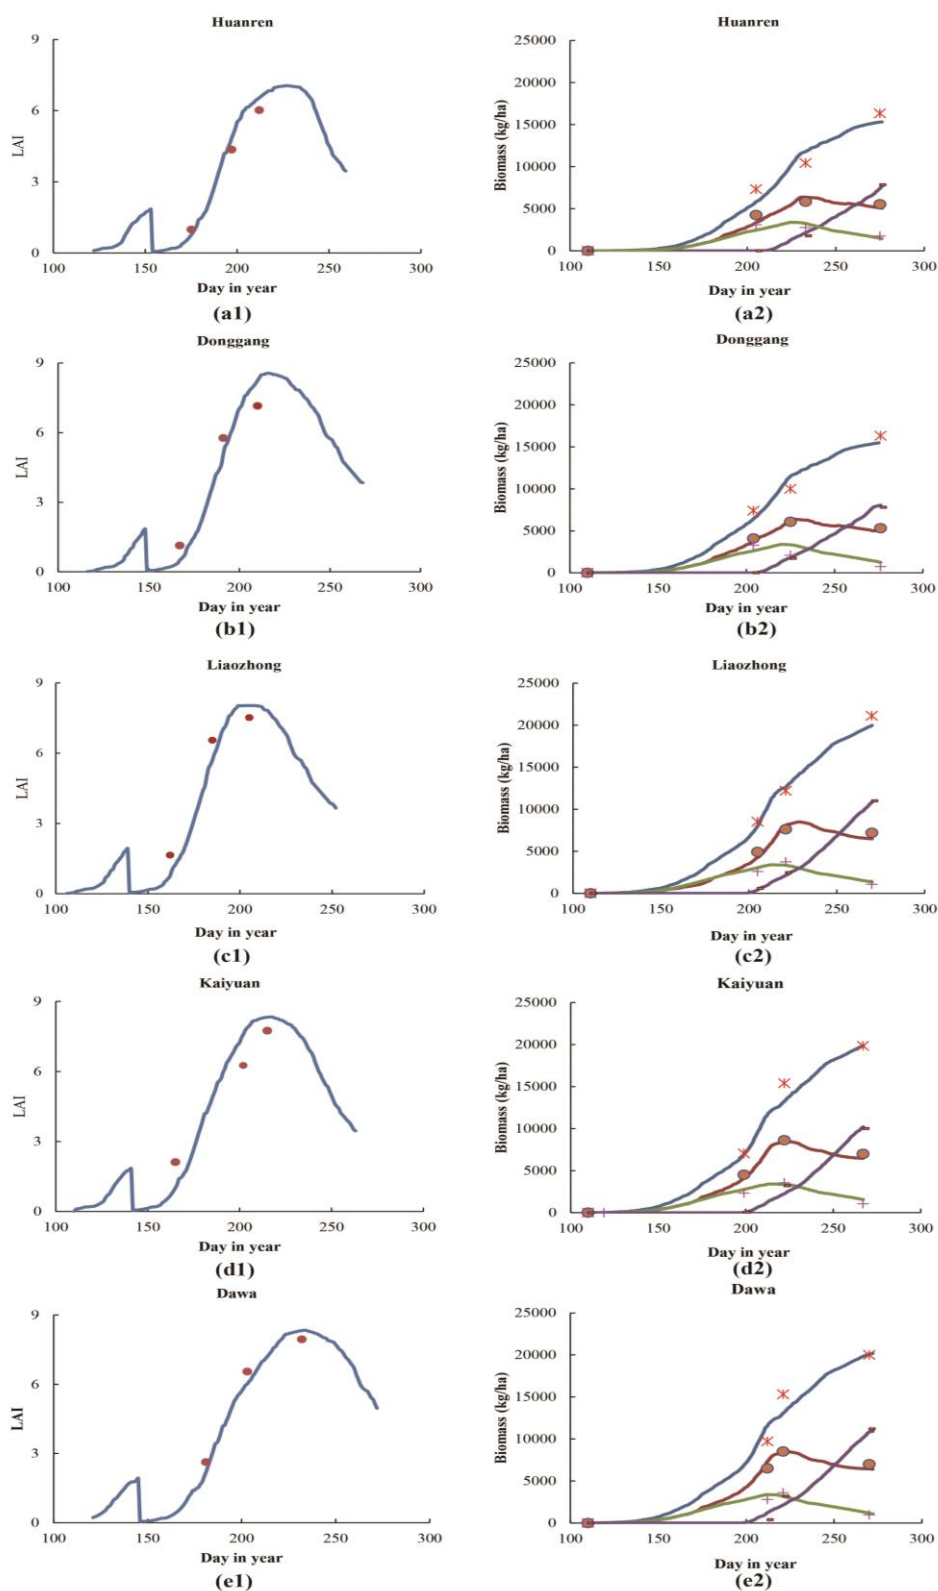 Huanren
9
6
3
0
LAI
100 150 200 250 300
Day in year
(a1)
Huanren
25000
20000
15000
10000
5000
0
Biomass (kg/ha)
100 150 200 250 300
Day in year
(a2)
Donggang
9
6
3
0
LAI
100 150 200 250 300
Day in year
(b1)
Donggang
25000
20000
15000
10000
5000
0
Biomass (kg/ha)
100 150 200 250 300
Day in year
(b2)
Liaozhong
9
6
3
0
LAI
100 150 200 250 300
Day in year
(c1)
Liaozhong
25000
20000
15000
10000
5000
0
Biomass (kg/ha)
100 150 200 250 300
Day in year
(c2)
Kaiyuan
9
6
3
0
LAI
100 150 200 250 300
Day in year
(d1)
Kaiyuan
25000
20000
15000
10000
5000
0
Biomass (kg/ha)
100 150 200 250 300
Day in year
(d2)
Dawa
9
6
3
0
LAI
100 150 200 250 300
Day in year
(e1)
Dawa
25000
20000
15000
10000
5000
0
Biomass (kg/ha)
100 150 200 250 300
Day in year
(e2)